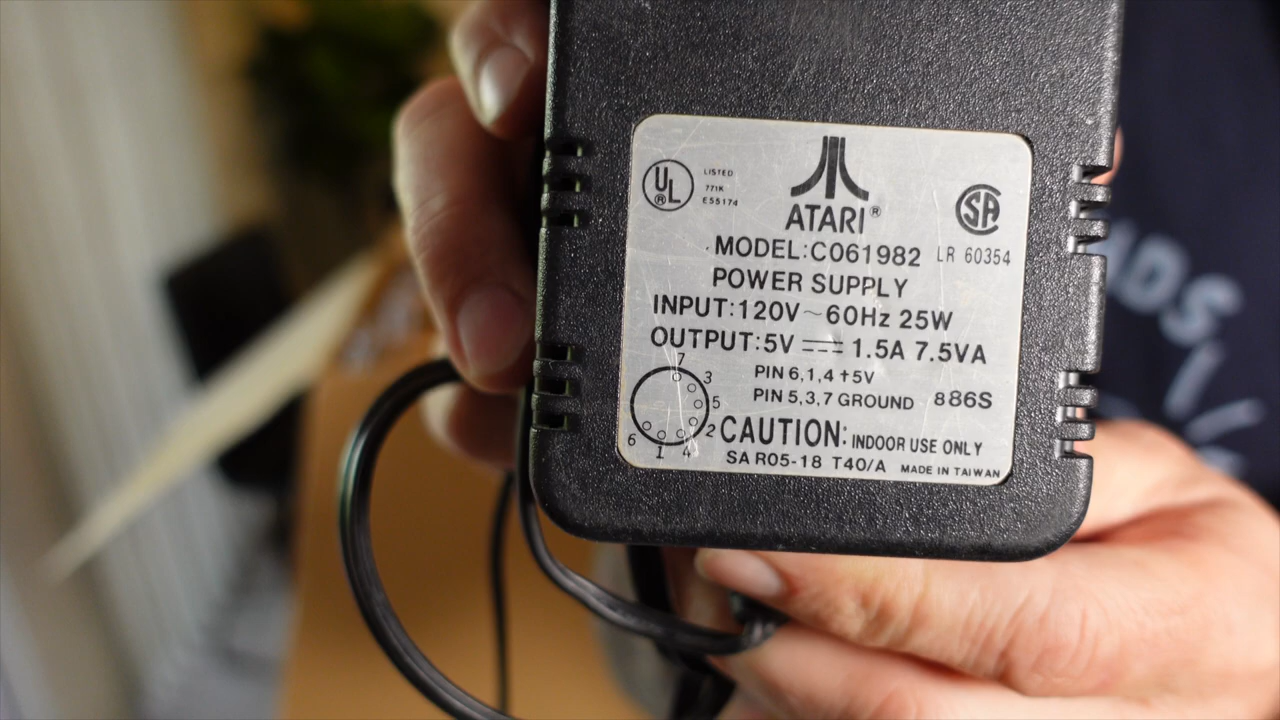 UL
®
LISTED
771K
E55174
ATARI®
SA
MODEL:C061982
LR 60354
POWER SUPPLY
INPUT:120V~60Hz 25W
OUTPUT:5V ⎓ 1.5A 7.5VA
PIN 6,1,4 +5V
PIN 5,3,7 GROUND
886S
7
3
5
2
4
1
6
CAUTION: INDOOR USE ONLY
SA R05-18 T40/A MADE IN TAIWAN